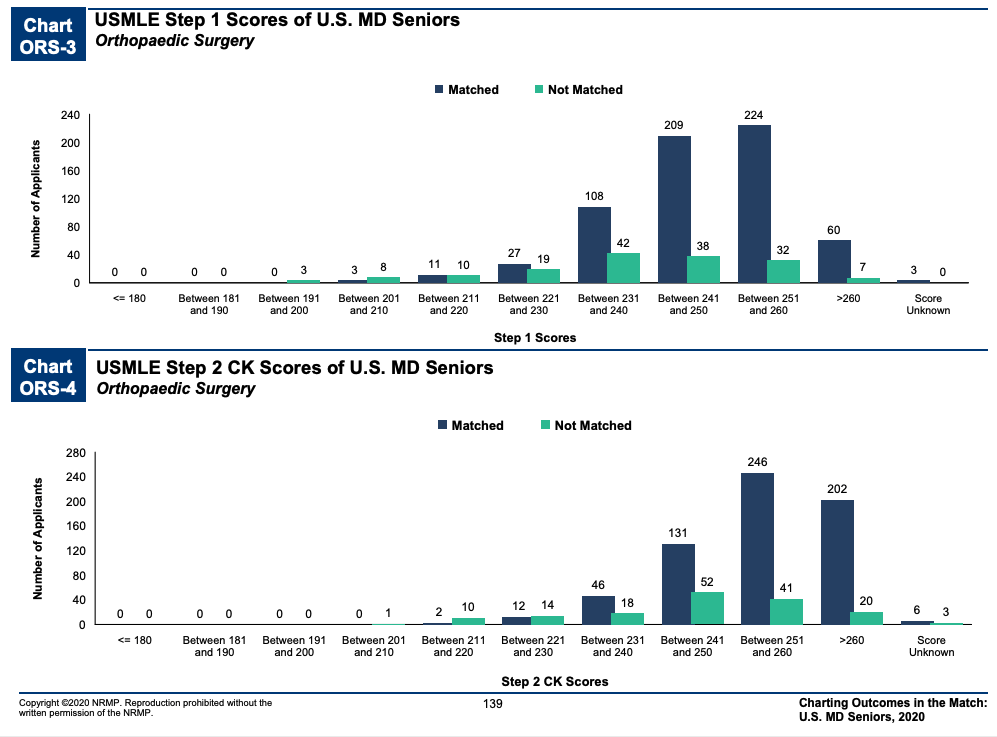 Chart
ORS-3
USMLE Step 1 Scores of U.S. MD Seniors
Orthopaedic Surgery
Matched Not Matched
Number of Applicants
240
200
160
120
80
40
0
0 0 0 0 0 3 3 8 11 10 27 19 108 42 209 38 224 32 60 7 3 0
<= 180 Between 181 Between 191 Between 201 Between 211 Between 221 Between 231 Between 241 Between 251 >260 Score
and 190 and 200 and 210 and 220 and 230 and 240 and 250 and 260 Unknown
Step 1 Scores
Chart
ORS-4
USMLE Step 2 CK Scores of U.S. MD Seniors
Orthopaedic Surgery
Matched Not Matched
Number of Applicants
280
240
200
160
120
80
40
0
0 0 0 0 0 0 0 1 2 10 12 14 46 18 131 52 246 41 202 20 6 3
<= 180 Between 181 Between 191 Between 201 Between 211 Between 221 Between 231 Between 241 Between 251 >260 Score
and 190 and 200 and 210 and 220 and 230 and 240 and 250 and 260 Unknown
Step 2 CK Scores
Copyright ©2020 NRMP. Reproduction prohibited without the
written permission of the NRMP.
139
Charting Outcomes in the Match:
U.S. MD Seniors, 2020